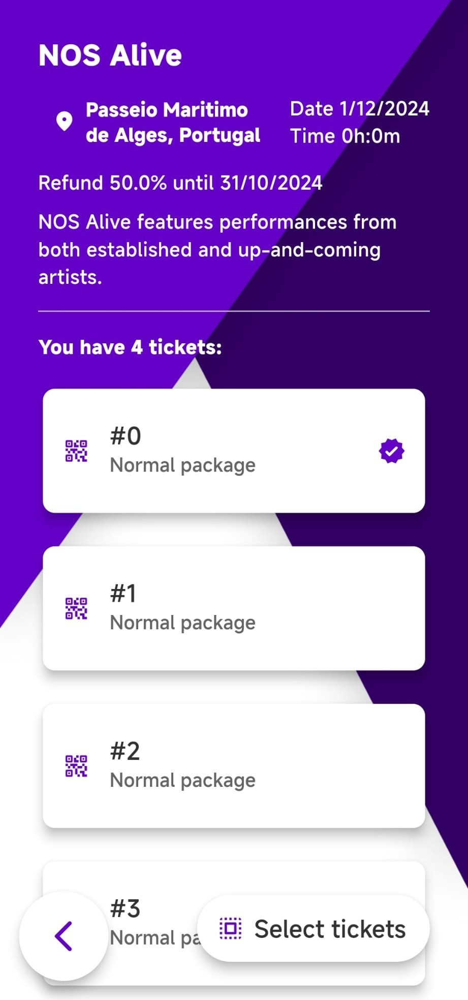 NOS Alive
Passeio Maritimo
de Alges, Portugal
Date 1/12/2024
Time 0h:0m
Refund 50.0% until 31/10/2024
NOS Alive features performances from
both established and up-and-coming
artists.
You have 4 tickets:
#0
Normal package
#1
Normal package
#2
Normal package
#3
Normal pa
Select tickets